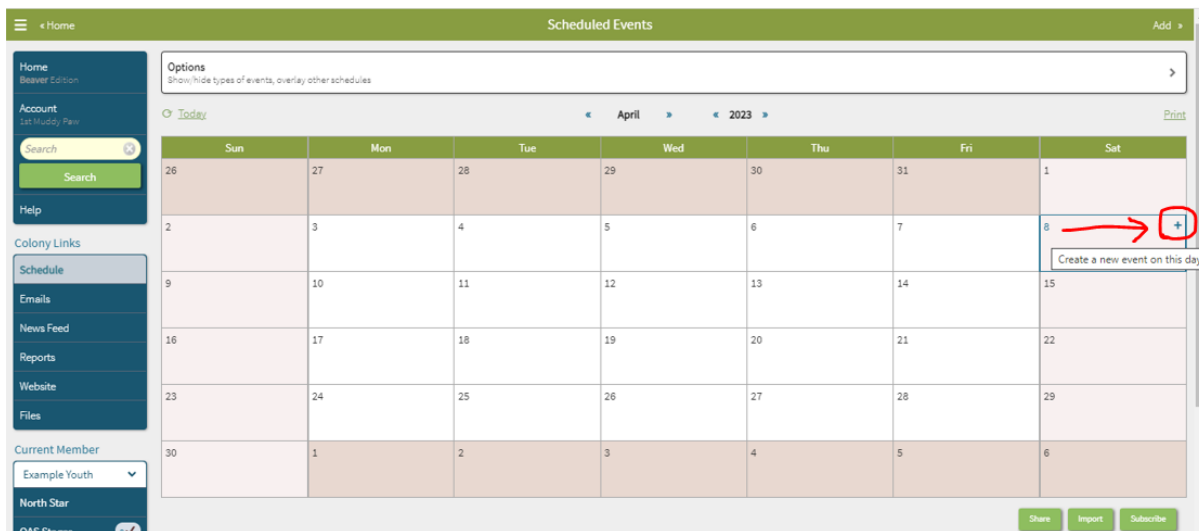 « Home
Scheduled Events
Add »
Home
Beaver Edition
Account
1st Muddy Paw
Search
Search
Help
Colony Links
Schedule
Emails
News Feed
Reports
Website
Files
Current Member
Example Youth
North Star
OAS Stages
Options
Show/hide types of events, overlay other schedules
Today
« April » « 2023 »
Print
Sun Mon Tue Wed Thu Fri Sat
26 27 28 29 30 31 1
2 3 4 5 6 7 8 +
Create a new event on this day
9 10 11 12 13 14 15
16 17 18 19 20 21 22
23 24 25 26 27 28 29
30 1 2 3 4 5 6
Share Import Subscribe